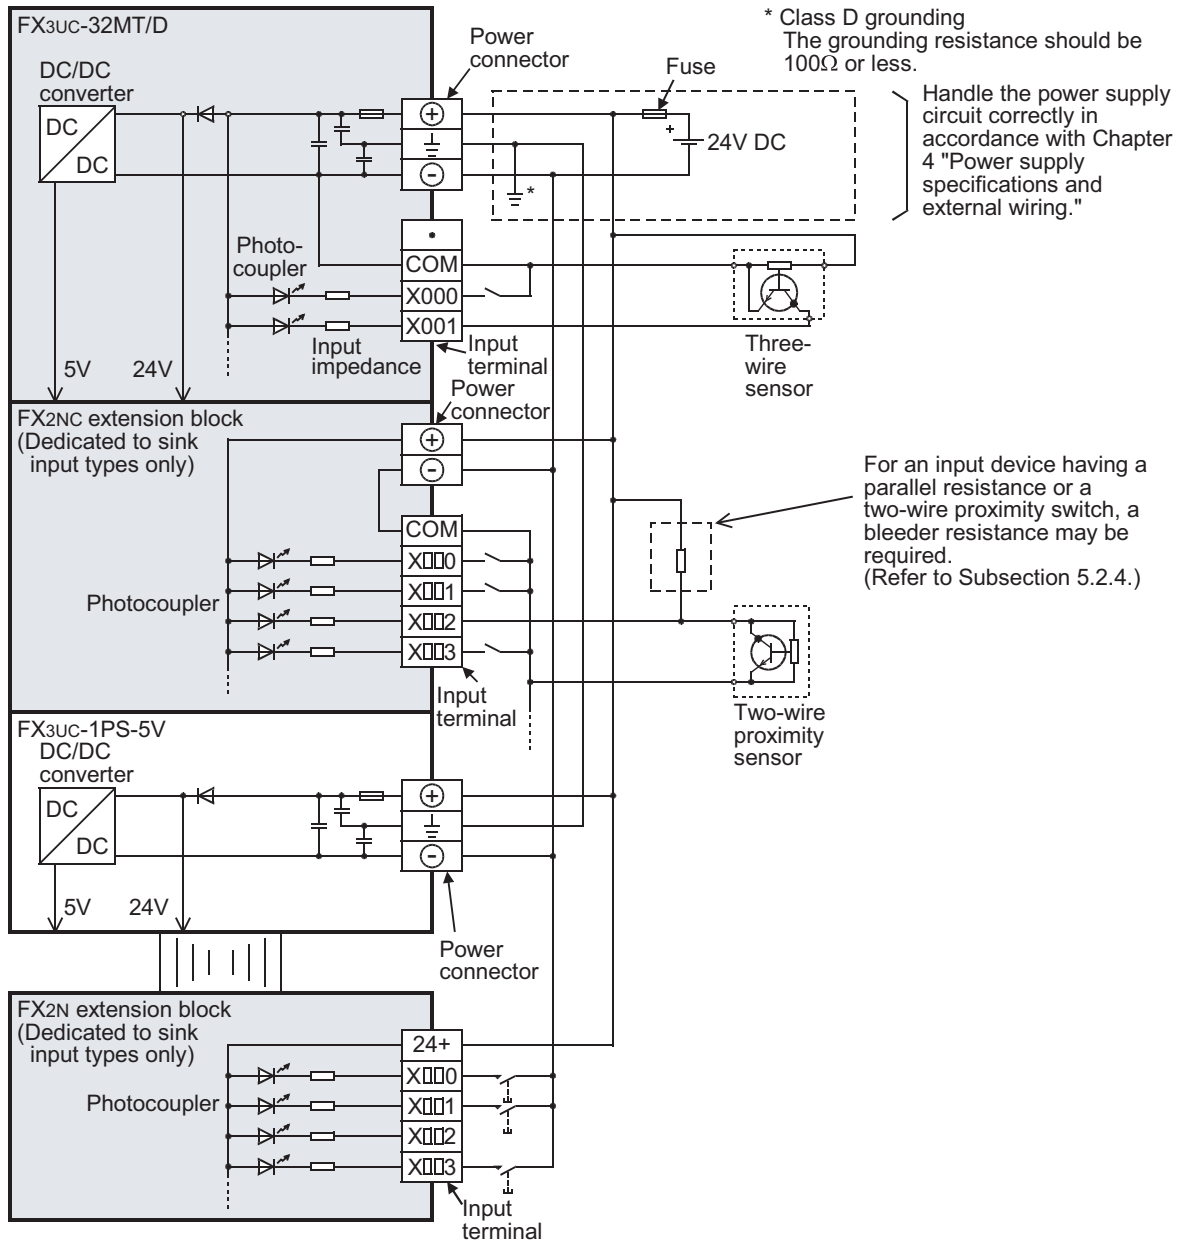 FX3UC-32MT/D
DC/DC
converter
DC
DC
5V
24V
Photo-
coupler
Input
impedance
Power
connector
COM
X000
X001
Input
terminal
Fuse
+
24V DC
*
* Class D grounding
The grounding resistance should be
100Ω or less.
Handle the power supply
circuit correctly in
accordance with Chapter
4 "Power supply
specifications and
external wiring."
Three-
wire
sensor
FX2NC extension block
(Dedicated to sink
input types only)
Power
connector
COM
X□□0
X□□1
X□□2
X□□3
Photocoupler
Input
terminal
For an input device having a
parallel resistance or a
two-wire proximity switch, a
bleeder resistance may be
required.
(Refer to Subsection 5.2.4.)
Two-wire
proximity
sensor
FX3UC-1PS-5V
DC/DC
converter
DC
DC
5V
24V
Power
connector
FX2N extension block
(Dedicated to sink
input types only)
24+
X□□0
X□□1
X□□2
X□□3
Photocoupler
Input
terminal